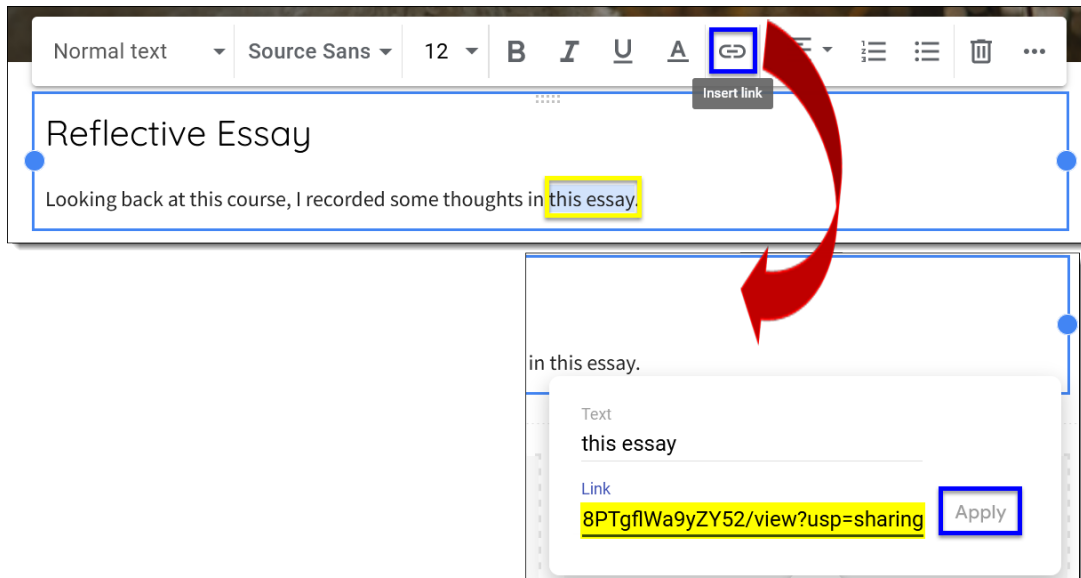 Normal text Source Sans 12 B I U A
Insert link
Reflective Essay
Looking back at this course, I recorded some thoughts in this essay.
in this essay.
Text
this essay
Link
8PTgflWa9yZY52/view?usp=sharing
Apply